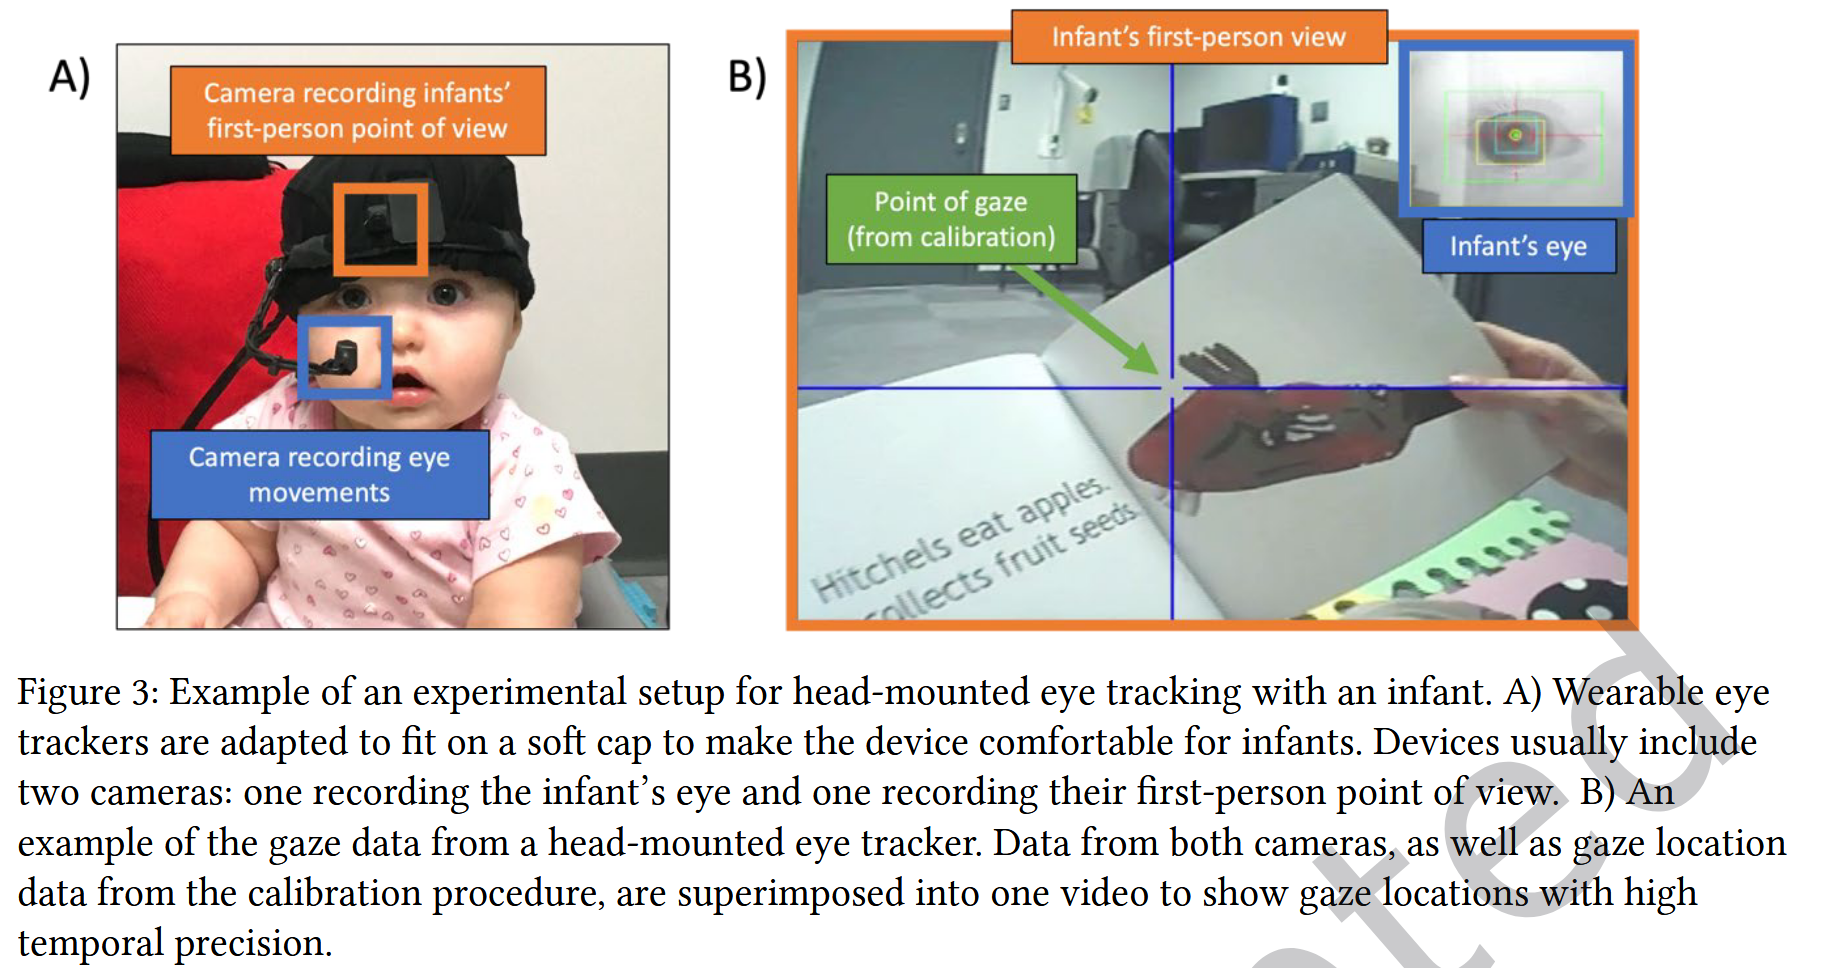 A)
Camera recording infants'
first-person point of view
Camera recording eye
movements
B)
Infant's first-person view
Point of gaze
(from calibration)
Infant's eye
Hitchels eat apples.
collects fruit seeds
Figure 3: Example of an experimental setup for head-mounted eye tracking with an infant. A) Wearable eye
trackers are adapted to fit on a soft cap to make the device comfortable for infants. Devices usually include
two cameras: one recording the infant's eye and one recording their first-person point of view. B) An
example of the gaze data from a head-mounted eye tracker. Data from both cameras, as well as gaze location
data from the calibration procedure, are superimposed into one video to show gaze locations with high
temporal precision.
ted